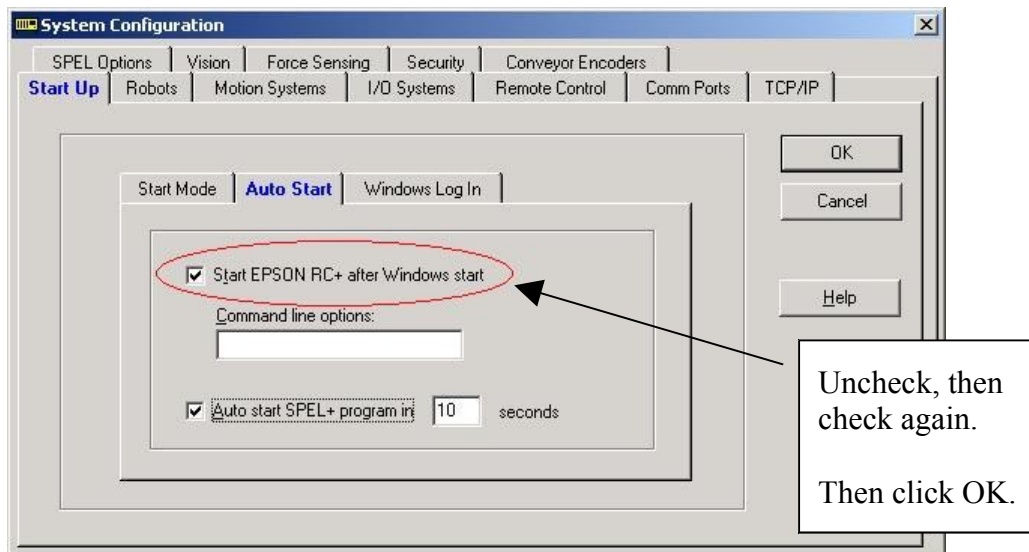 System Configuration
SPEL Options Vision Force Sensing Security Conveyor Encoders
Start Up Robots Motion Systems I/O Systems Remote Control Comm Ports TCP/IP
OK
Cancel
Help
Start Mode Auto Start Windows Log In
Start EPSON RC+ after Windows start
Command line options:
Auto start SPEL+ program in 10 seconds
Uncheck, then
check again.
Then click OK.